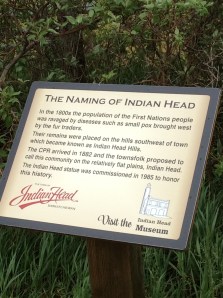 THE NAMING OF INDIAN HEAD
In the 1800s the population of the First Nations people
was ravaged by diseases such as small pox brought west
by the fur traders.
Their remains were placed on the hills southwest of town
which became known as Indian Head Hills.
The CPR arrived in 1882 and the townsfolk proposed to
call this community on the relatively flat plains, Indian Head.
The Indian Head statue was commissioned in 1985 to honor
this history.
Indian Head
Visit the
Indian Head
Museum